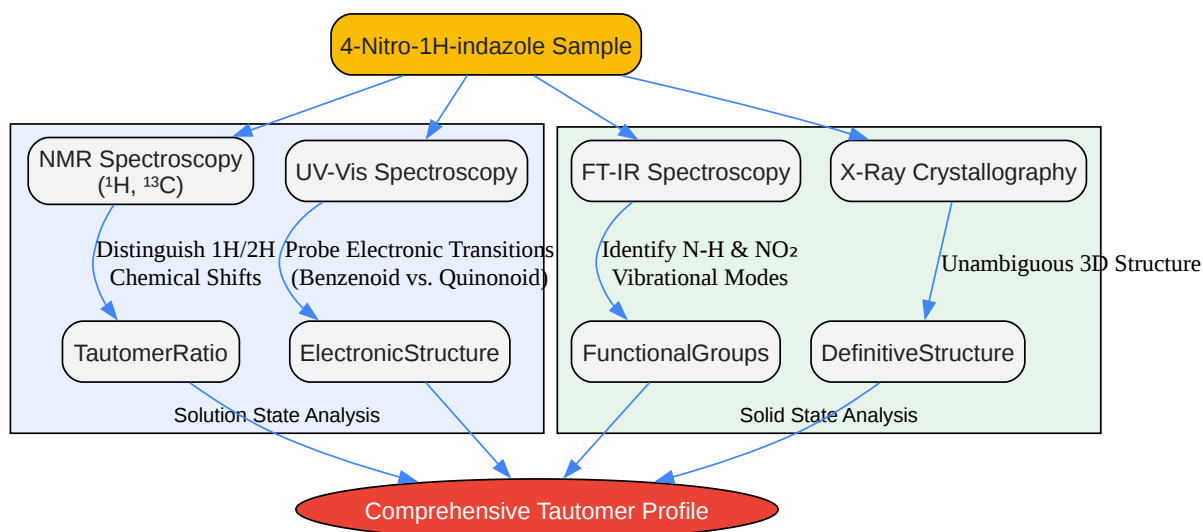 4-Nitro-1H-indazole Sample
NMR Spectroscopy
(¹H, ¹³C)
UV-Vis Spectroscopy
FT-IR Spectroscopy
X-Ray Crystallography
Distinguish 1H/2H
Chemical Shifts
Probe Electronic Transitions
(Benzenoid vs. Quinonoid)
Identify N-H & NO₂
Vibrational Modes
Unambiguous 3D Structure
TautomerRatio
ElectronicStructure
FunctionalGroups
DefinitiveStructure
Solution State Analysis
Solid State Analysis
Comprehensive Tautomer Profile